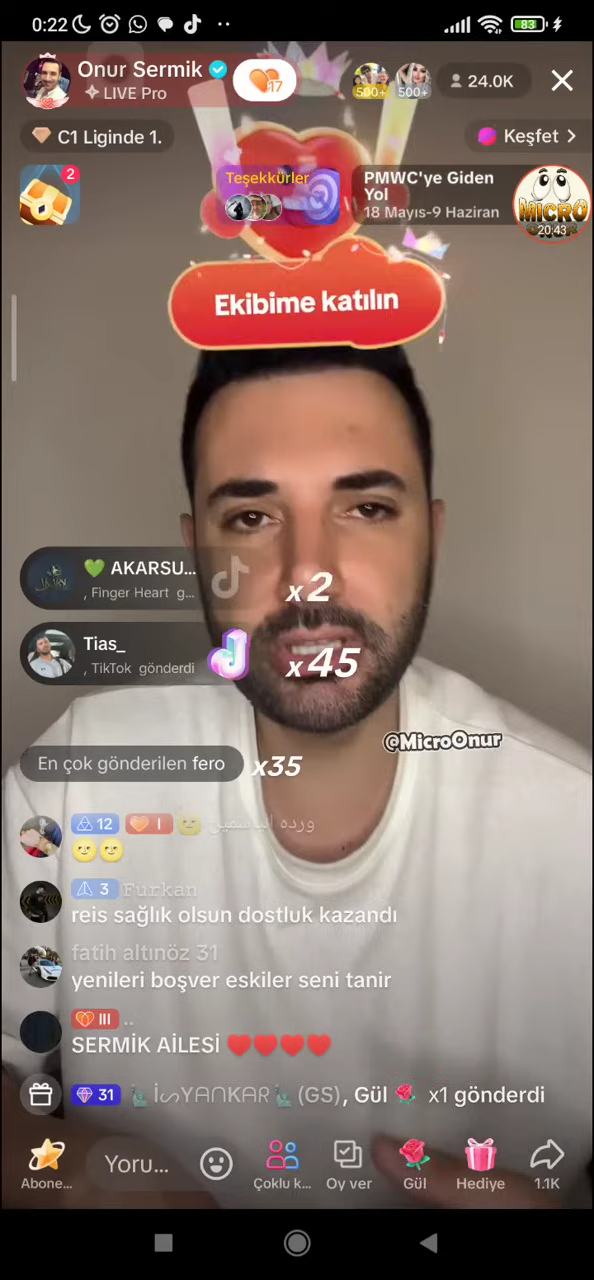 0:22
83
Onur Sermik
LIVE Pro
17
500+
500+
24.0K
C1 Liginde 1.
Keşfet
2
Teşekkürler
PMWC'ye Giden
Yol
18 Mayıs-9 Haziran
MICRO
20:43
Ekibime katılın
AKARSU...
, Finger Heart g...
x2
Tias_
, TikTok gönderdi
x45
@MicroOnur
En çok gönderilen fero
x35
12 I ورده الياسمين
3 Furkan
reis sağlık olsun dostluk kazandı
fatih altınöz 31
yenileri boşver eskiler seni tanir
III ..
SERMİK AİLESİ ♥️♥️♥️♥️
31 🗽İᔕYAᑎKAR🗽(GS), Gül 🌹 x1 gönderdi
Abone...
Yoru...
Çoklu k...
Oy ver
Gül
Hediye
1.1K